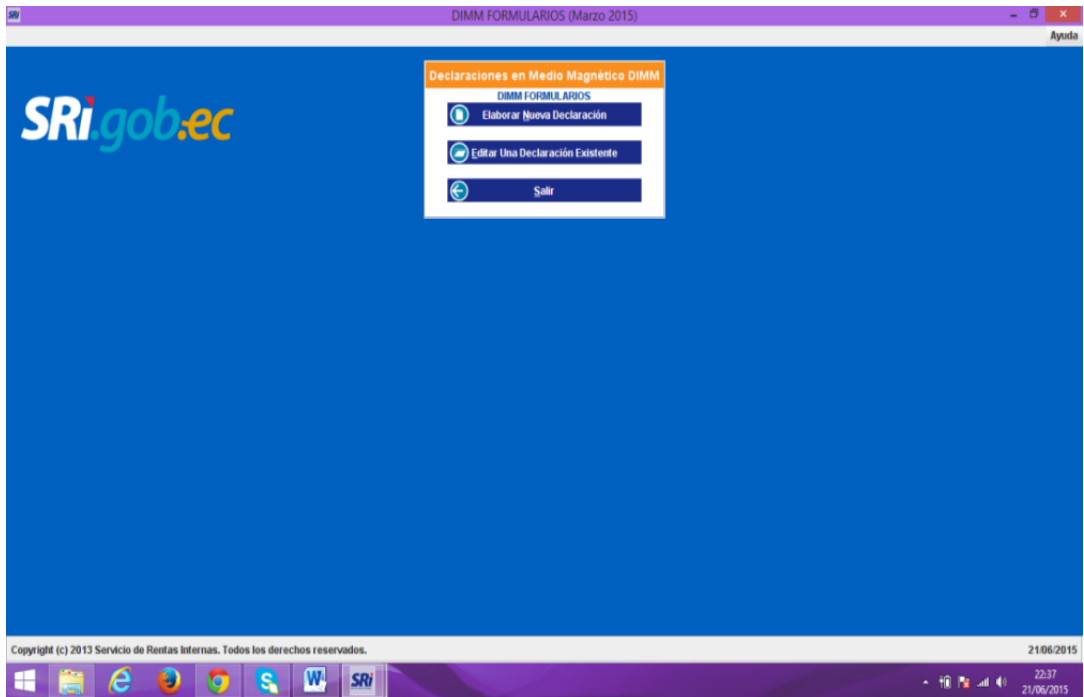 SRi
DIMM FORMULARIOS (Marzo 2015)
Ayuda
SRi.gob.ec
Declaraciones en Medio Magnético DIMM
DIMM FORMULARIOS
Elaborar Nueva Declaración
Editar Una Declaración Existente
Salir
Copyright (c) 2013 Servicio de Rentas Internas. Todos los derechos reservados.
21/06/2015
SRi
22:37
21/06/2015